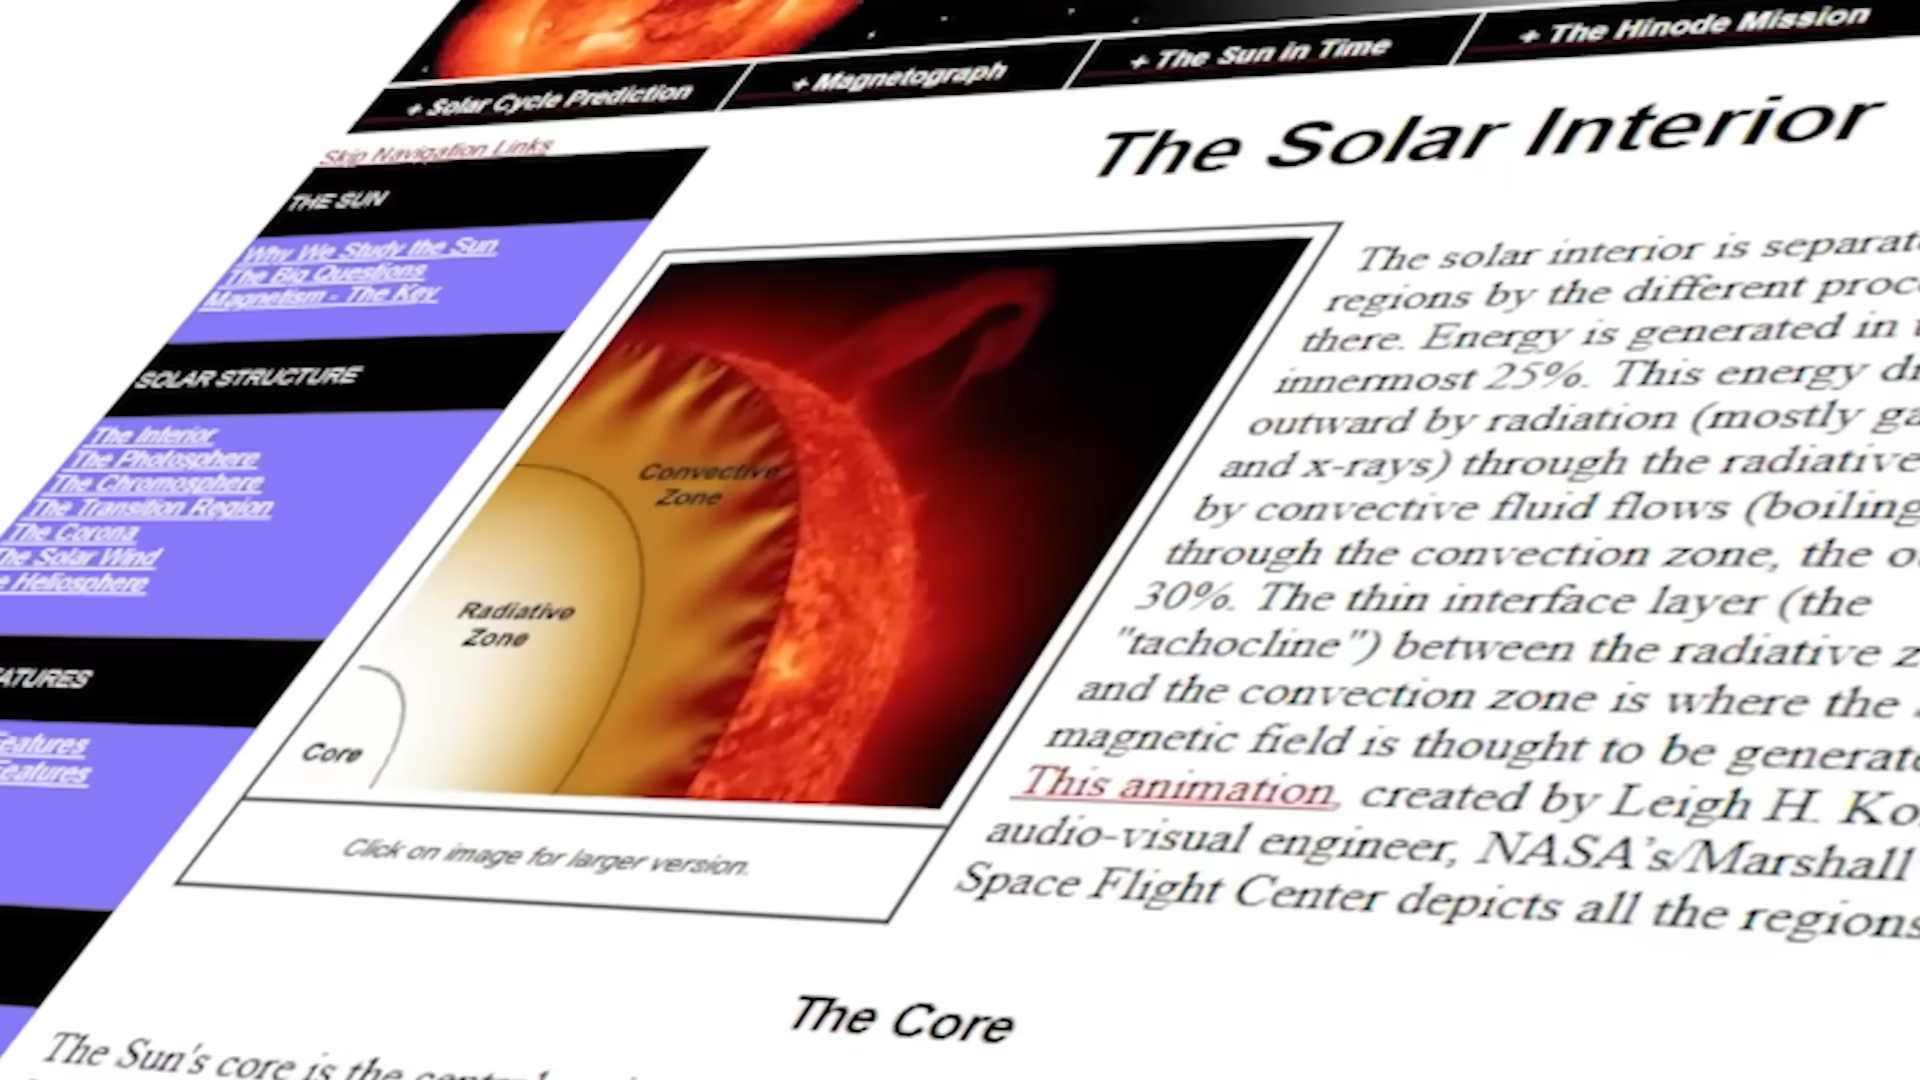 + Solar Cycle Prediction
+ Magnetograph
+ The Sun in Time
+ The Hinode Mission
Skip Navigation Links
THE SUN
Why We Study the Sun
The Big Questions
Magnetism - The Key
SOLAR STRUCTURE
The Interior
The Photosphere
The Chromosphere
The Transition Region
The Corona
The Solar Wind
Heliosphere
Features
Features
The Solar Interior
Convective
Zone
Radiative
Zone
Core
Click on image for larger version.
The solar interior is
regions by the different
there. Energy is generated in
innermost 25%. This energy
outward by radiation (mostly
and x-rays) through the radiative
by convective fluid flows (boiling
through the convection zone, the
30%. The thin interface layer (the
"tachocline") between the radiative
and the convection zone is where the
magnetic field is thought to be
This animation, created by Leigh H.
audio-visual engineer, NASA's/Marshall
Space Flight Center depicts all the regions
The Core
The Sun's core is the